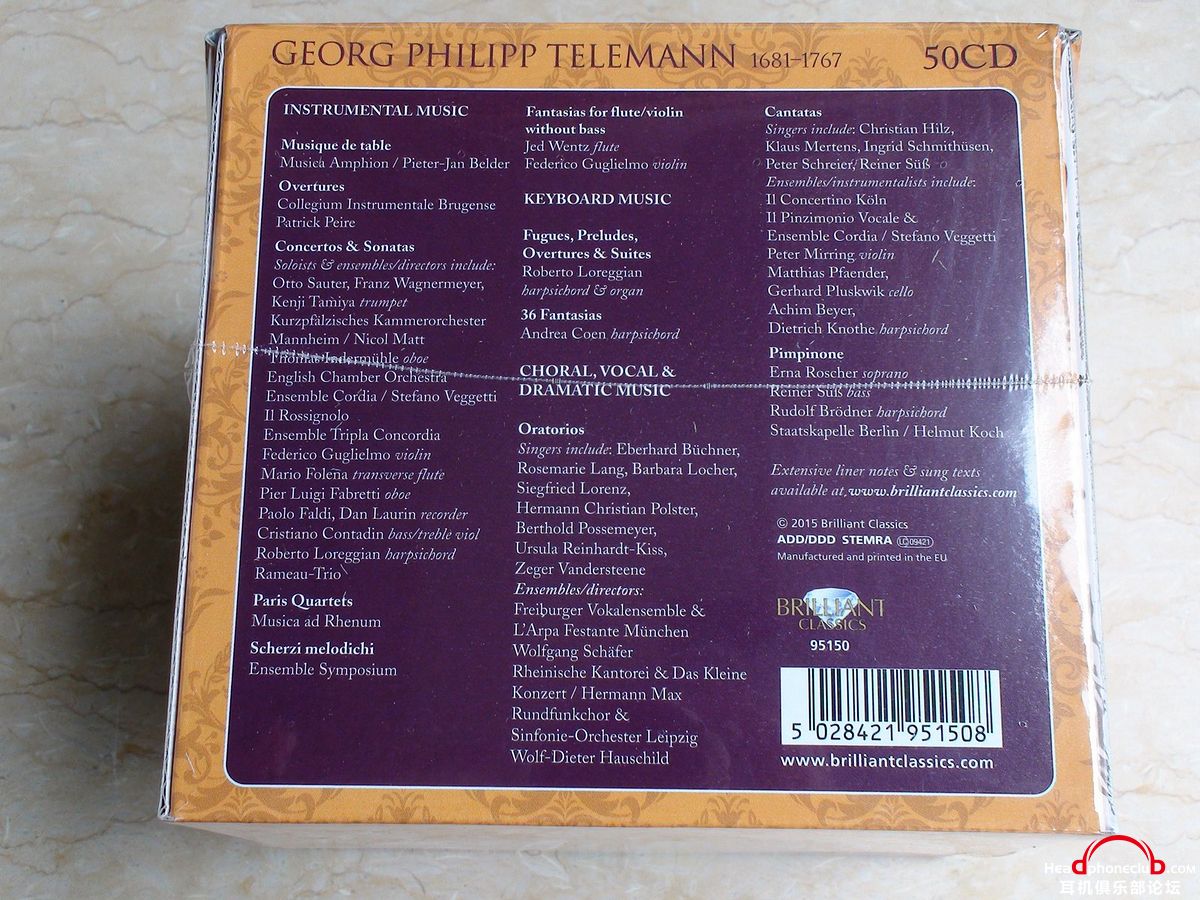 GEORG PHILIPP TELEMANN 1681–1767 50CD
INSTRUMENTAL MUSIC
Musique de table
Musica Amphion / Pieter-Jan Belder
Overtures
Collegium Instrumentale Brugense
Patrick Peire
Concertos & Sonatas
Soloists & ensembles/directors include:
Otto Sauter, Franz Wagnermeyer,
Kenji Tamiya trumpet
Kurzpfälzisches Kammerorchester
Mannheim / Nicol Matt
Thomas Indermühle oboe
English Chamber Orchestra
Ensemble Cordia / Stefano Veggetti
Il Rossignolo
Ensemble Tripla Concordia
Federico Guglielmo violin
Mario Folena transverse flute
Pier Luigi Fabretti oboe
Paolo Faldi, Dan Laurin recorder
Cristiano Contadin bass/treble viol
Roberto Loreggian harpsichord
Rameau-Trio
Paris Quartets
Musica ad Rhenum
Scherzi melodichi
Ensemble Symposium
Fantasias for flute/violin
without bass
Jed Wentz flute
Federico Guglielmo violin
KEYBOARD MUSIC
Fugues, Preludes,
Overtures & Suites
Roberto Loreggian
harpsichord & organ
36 Fantasias
Andrea Coen harpsichord
CHORAL, VOCAL &
DRAMATIC MUSIC
Oratorios
Singers include: Eberhard Büchner,
Rosemarie Lang, Barbara Locher,
Siegfried Lorenz,
Hermann Christian Polster,
Berthold Possemeyer,
Ursula Reinhardt-Kiss,
Zeger Vandersteene
Ensembles/directors:
Freiburger Vokalensemble &
L'Arpa Festante München
Wolfgang Schäfer
Rheinische Kantorei & Das Kleine
Konzert / Hermann Max
Rundfunkchor &
Sinfonie-Orchester Leipzig
Wolf-Dieter Hauschild
Cantatas
Singers include: Christian Hilz,
Klaus Mertens, Ingrid Schmithüsen,
Peter Schreier, Reiner Süß
Ensembles/instrumentalists include:
Il Concertino Köln
Il Pinzimonio Vocale &
Ensemble Cordia / Stefano Veggetti
Peter Mirring violin
Matthias Pfaender,
Gerhard Pluskwik cello
Achim Beyer,
Dietrich Knothe harpsichord
Pimpinone
Erna Roscher soprano
Reiner Süß bass
Rudolf Brödner harpsichord
Staatskapelle Berlin / Helmut Koch
Extensive liner notes & sung texts
available at www.brilliantclassics.com
© 2015 Brilliant Classics
ADD/DDD STEMRA LC 09421
Manufactured and printed in the EU
BRILLIANT
CLASSICS
95150
5 028421 951508
www.brilliantclassics.com
Headphoneclub.com
耳机俱乐部论坛